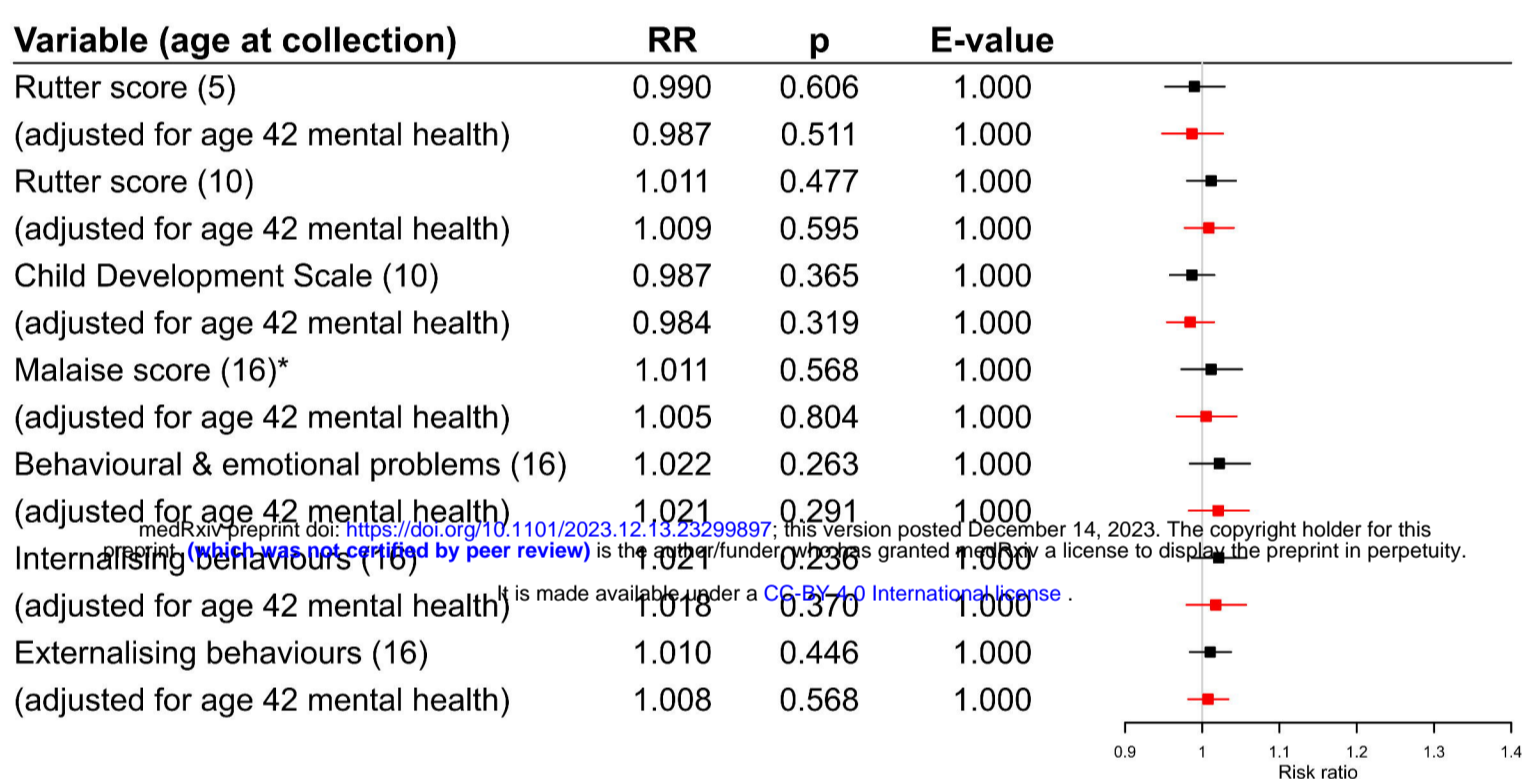 Variable (age at collection) RR p E-value
Rutter score (5) 0.990 0.606 1.000
(adjusted for age 42 mental health) 0.987 0.511 1.000
Rutter score (10) 1.011 0.477 1.000
(adjusted for age 42 mental health) 1.009 0.595 1.000
Child Development Scale (10) 0.987 0.365 1.000
(adjusted for age 42 mental health) 0.984 0.319 1.000
Malaise score (16)* 1.011 0.568 1.000
(adjusted for age 42 mental health) 1.005 0.804 1.000
Behavioural & emotional problems (16) 1.022 0.263 1.000
(adjusted for age 42 mental health) 1.021 0.291 1.000
medRxiv preprint doi: https://doi.org/10.1101/2023.12.13.23299897; this version posted December 14, 2023. The copyright holder for this
preprint (which was not certified by peer review) is the author/funder, who has granted medRxiv a license to display the preprint in perpetuity.
Internalising behaviours (16) 1.021 0.236 1.000
It is made available under a CC-BY 4.0 International license .
(adjusted for age 42 mental health) 1.018 0.370 1.000
Externalising behaviours (16) 1.010 0.446 1.000
(adjusted for age 42 mental health) 1.008 0.568 1.000
0.9 1 1.1 1.2 1.3 1.4
Risk ratio